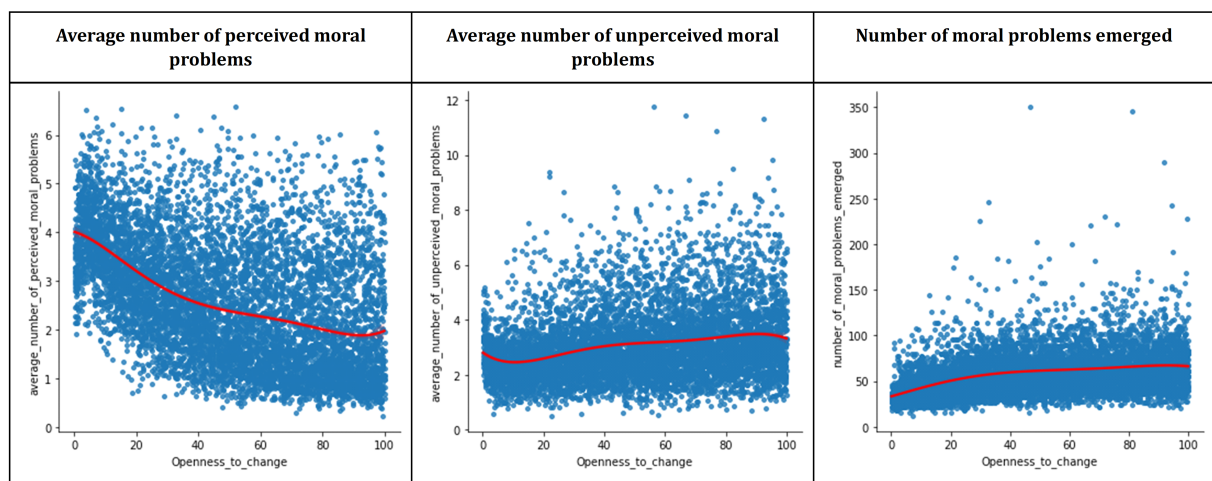 Average number of perceived moral
problems
Average number of unperceived moral
problems
Number of moral problems emerged
average_number_of_perceived_moral_problems
6
5
4
3
2
1
0
0 20 40 60 80 100
Openness_to_change
average_number_of_unperceived_moral_problems
12
10
8
6
4
2
0
0 20 40 60 80 100
Openness_to_change
number_of_moral_problems_emerged
350
300
250
200
150
100
50
0
0 20 40 60 80 100
Openness_to_change